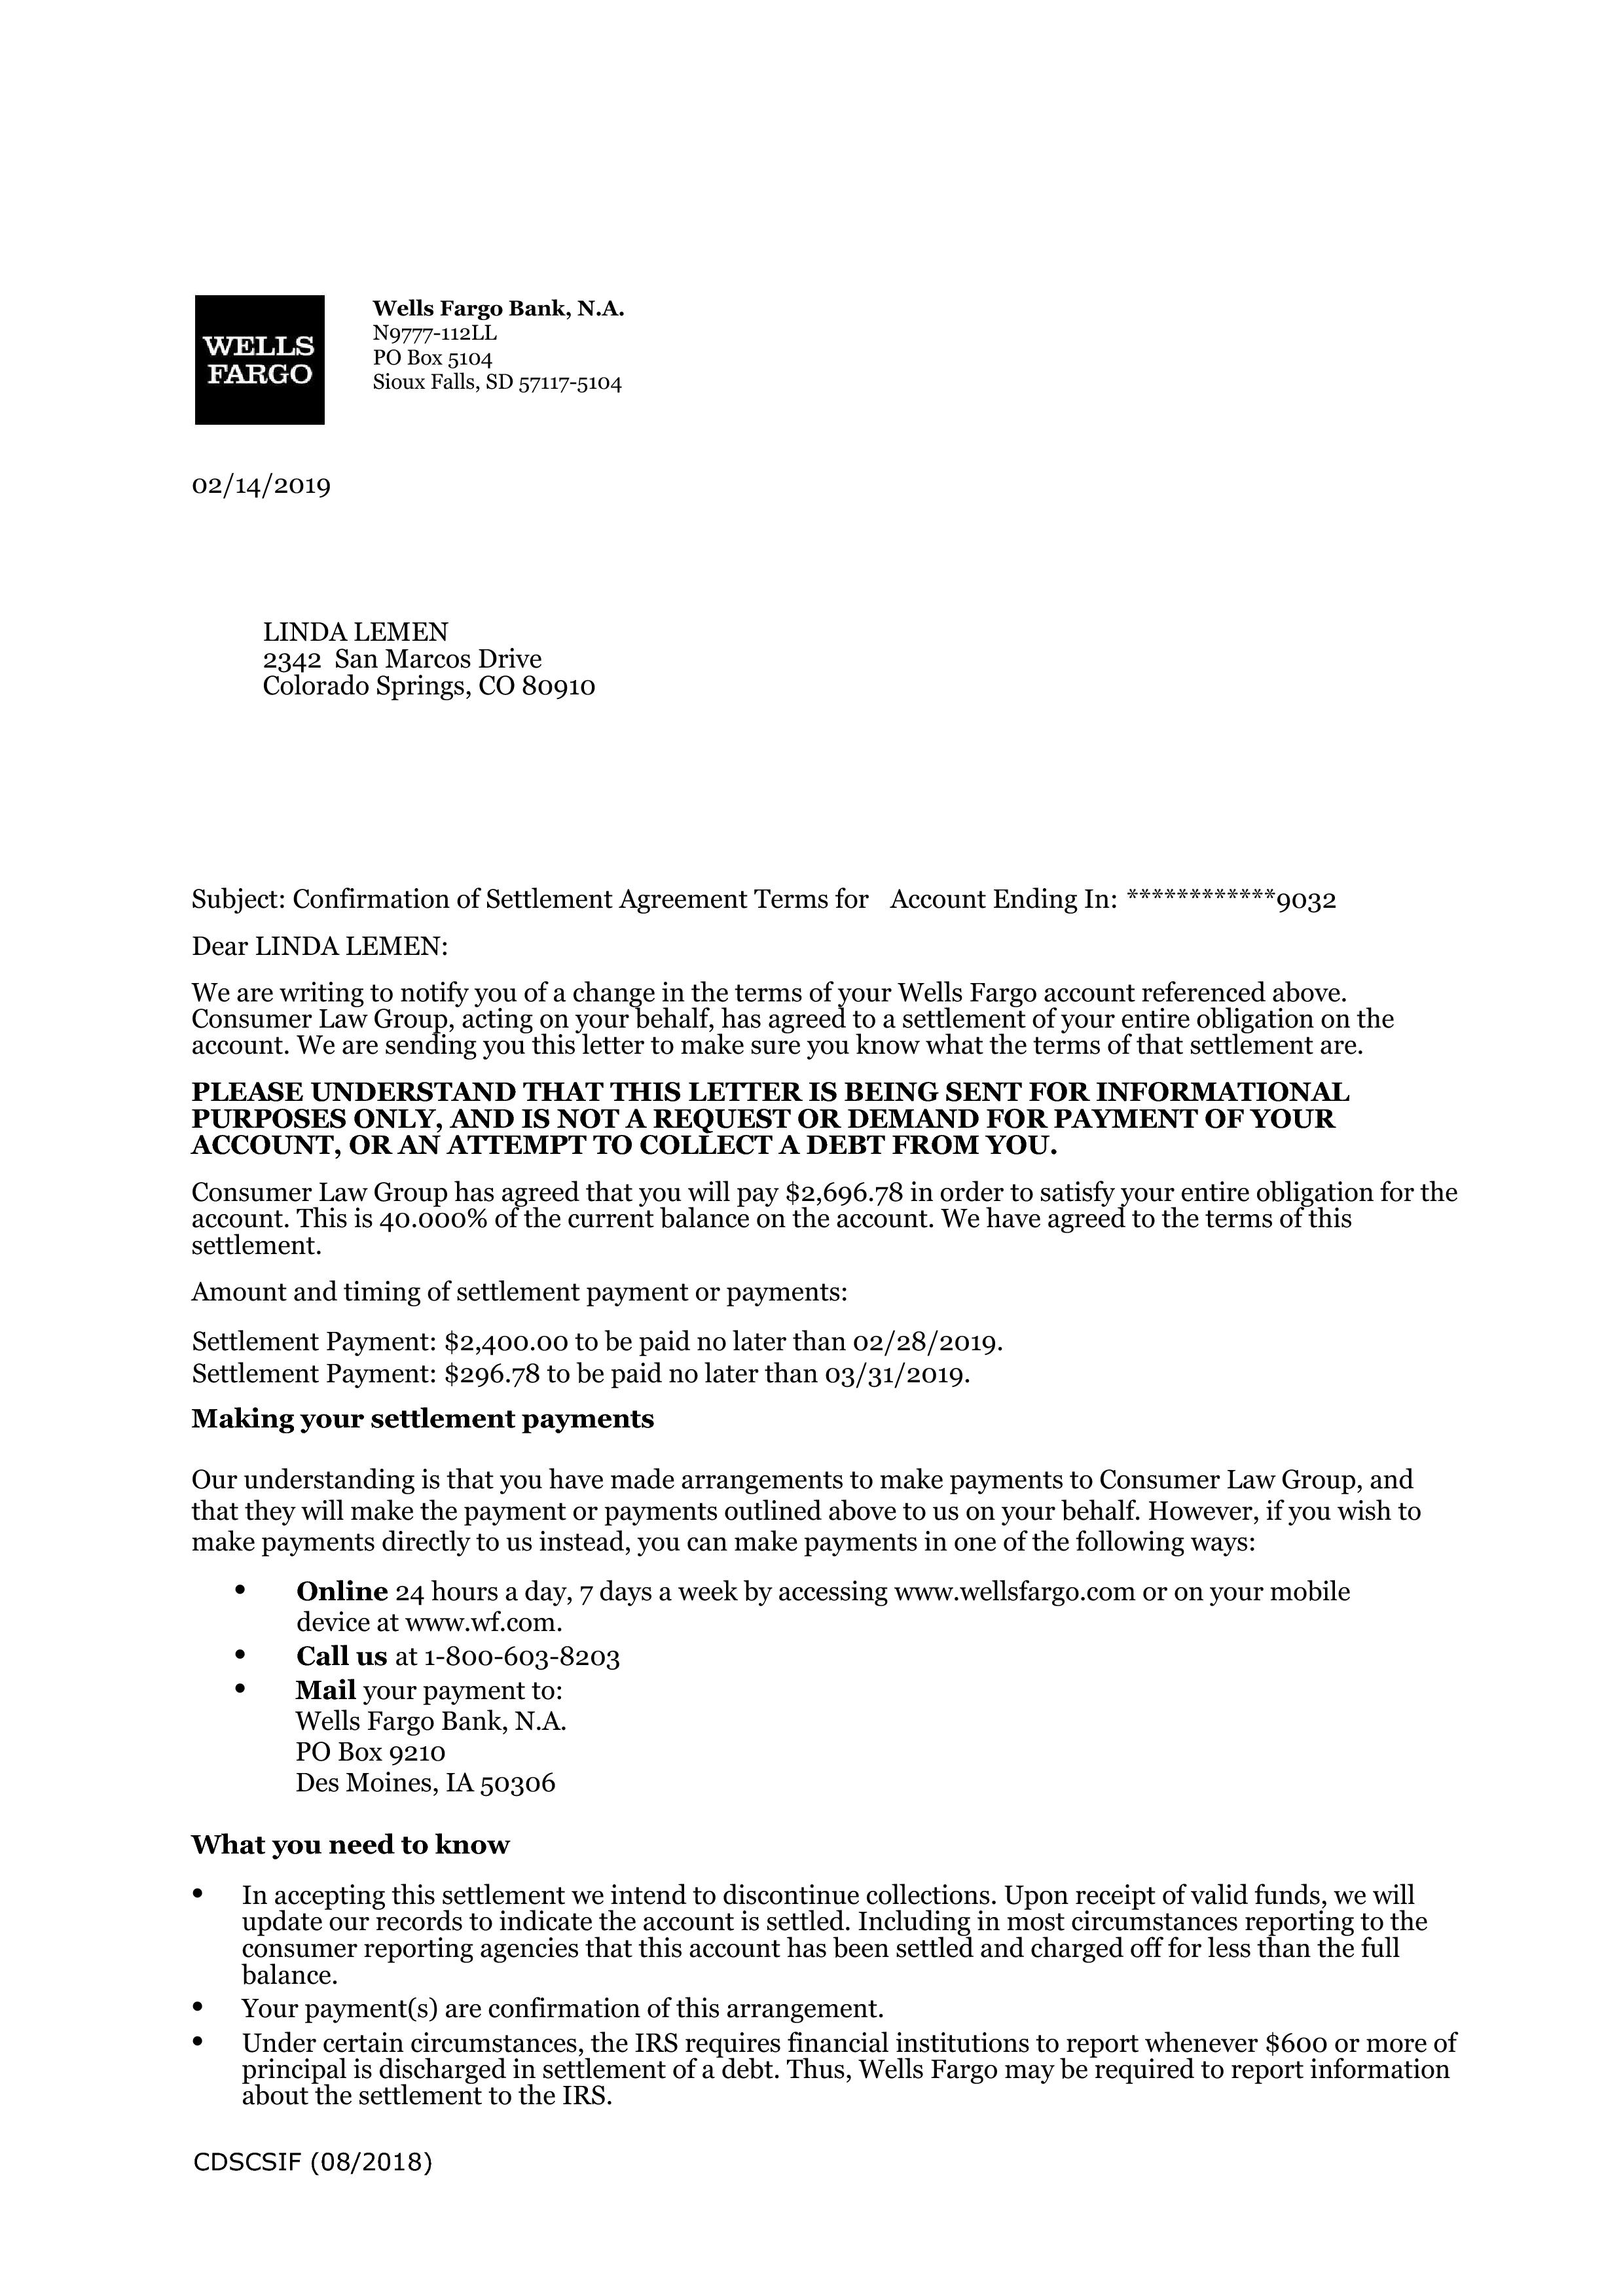 WELLS
FARGO
Wells Fargo Bank, N.A.
N9777-112LL
PO Box 5104
Sioux Falls, SD 57117-5104
02/14/2019
LINDA LEMEN
2342  San Marcos Drive
Colorado Springs, CO 80910
Subject: Confirmation of Settlement Agreement Terms for   Account Ending In: ************9032
Dear LINDA LEMEN:
We are writing to notify you of a change in the terms of your Wells Fargo account referenced above.
Consumer Law Group, acting on your behalf, has agreed to a settlement of your entire obligation on the
account. We are sending you this letter to make sure you know what the terms of that settlement are.
PLEASE UNDERSTAND THAT THIS LETTER IS BEING SENT FOR INFORMATIONAL
PURPOSES ONLY, AND IS NOT A REQUEST OR DEMAND FOR PAYMENT OF YOUR
ACCOUNT, OR AN ATTEMPT TO COLLECT A DEBT FROM YOU.
Consumer Law Group has agreed that you will pay $2,696.78 in order to satisfy your entire obligation for the
account. This is 40.000% of the current balance on the account. We have agreed to the terms of this
settlement.
Amount and timing of settlement payment or payments:
Settlement Payment: $2,400.00 to be paid no later than 02/28/2019.
Settlement Payment: $296.78 to be paid no later than 03/31/2019.
Making your settlement payments
Our understanding is that you have made arrangements to make payments to Consumer Law Group, and
that they will make the payment or payments outlined above to us on your behalf. However, if you wish to
make payments directly to us instead, you can make payments in one of the following ways:
• Online 24 hours a day, 7 days a week by accessing www.wellsfargo.com or on your mobile
device at www.wf.com.
• Call us at 1-800-603-8203
• Mail your payment to:
Wells Fargo Bank, N.A.
PO Box 9210
Des Moines, IA 50306
What you need to know
• In accepting this settlement we intend to discontinue collections. Upon receipt of valid funds, we will
update our records to indicate the account is settled. Including in most circumstances reporting to the
consumer reporting agencies that this account has been settled and charged off for less than the full
balance.
• Your payment(s) are confirmation of this arrangement.
• Under certain circumstances, the IRS requires financial institutions to report whenever $600 or more of
principal is discharged in settlement of a debt. Thus, Wells Fargo may be required to report information
about the settlement to the IRS.
CDSCSIF (08/2018)